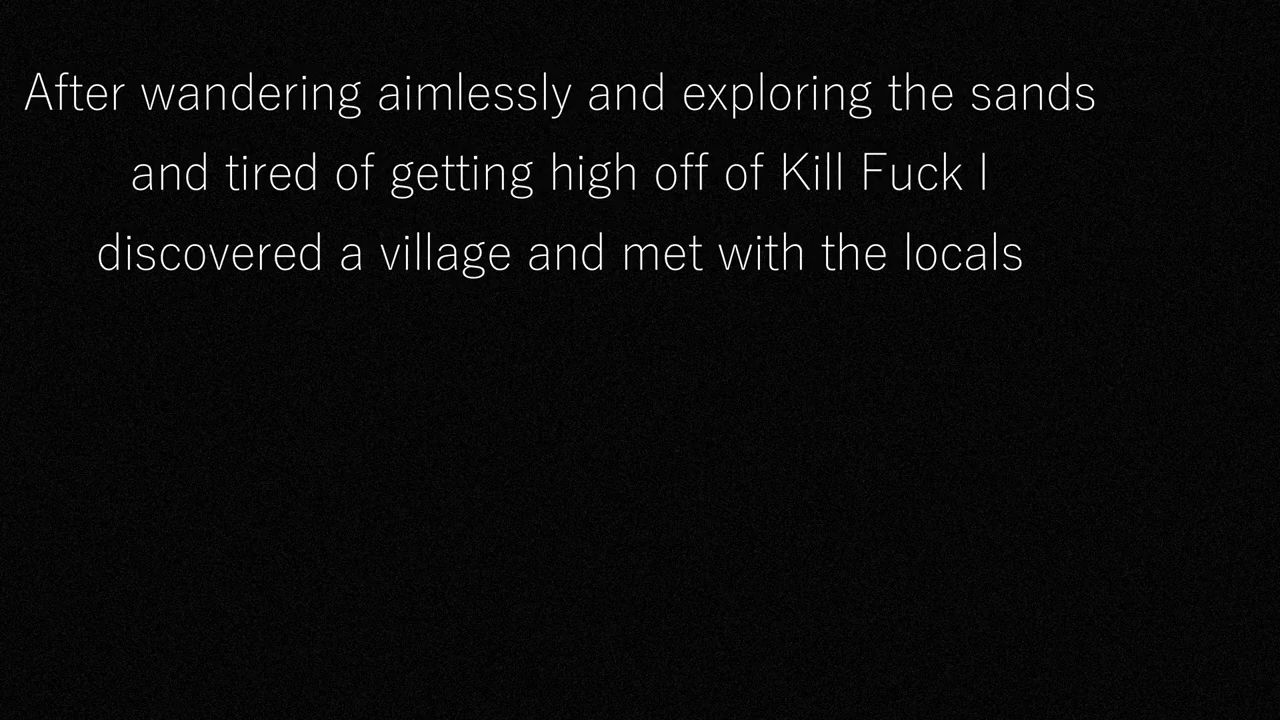 After wandering aimlessly and exploring the sands
and tired of getting high off of Kill Fuck I
discovered a village and met with the locals